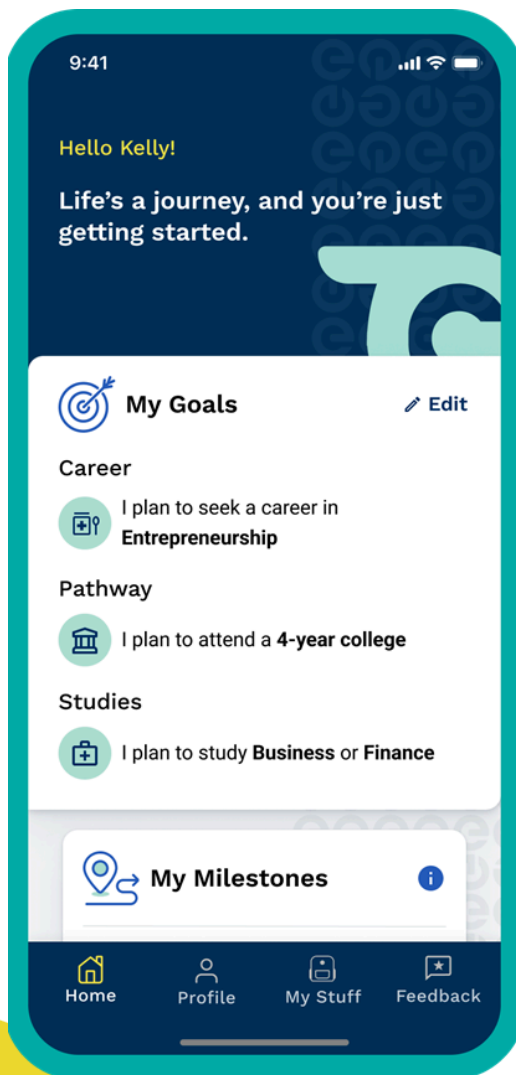 9:41
Hello Kelly!
Life's a journey, and you're just
getting started.
My Goals
Edit
Career
I plan to seek a career in
Entrepreneurship
Pathway
I plan to attend a 4-year college
Studies
I plan to study Business or Finance
My Milestones
Home
Profile
My Stuff
Feedback